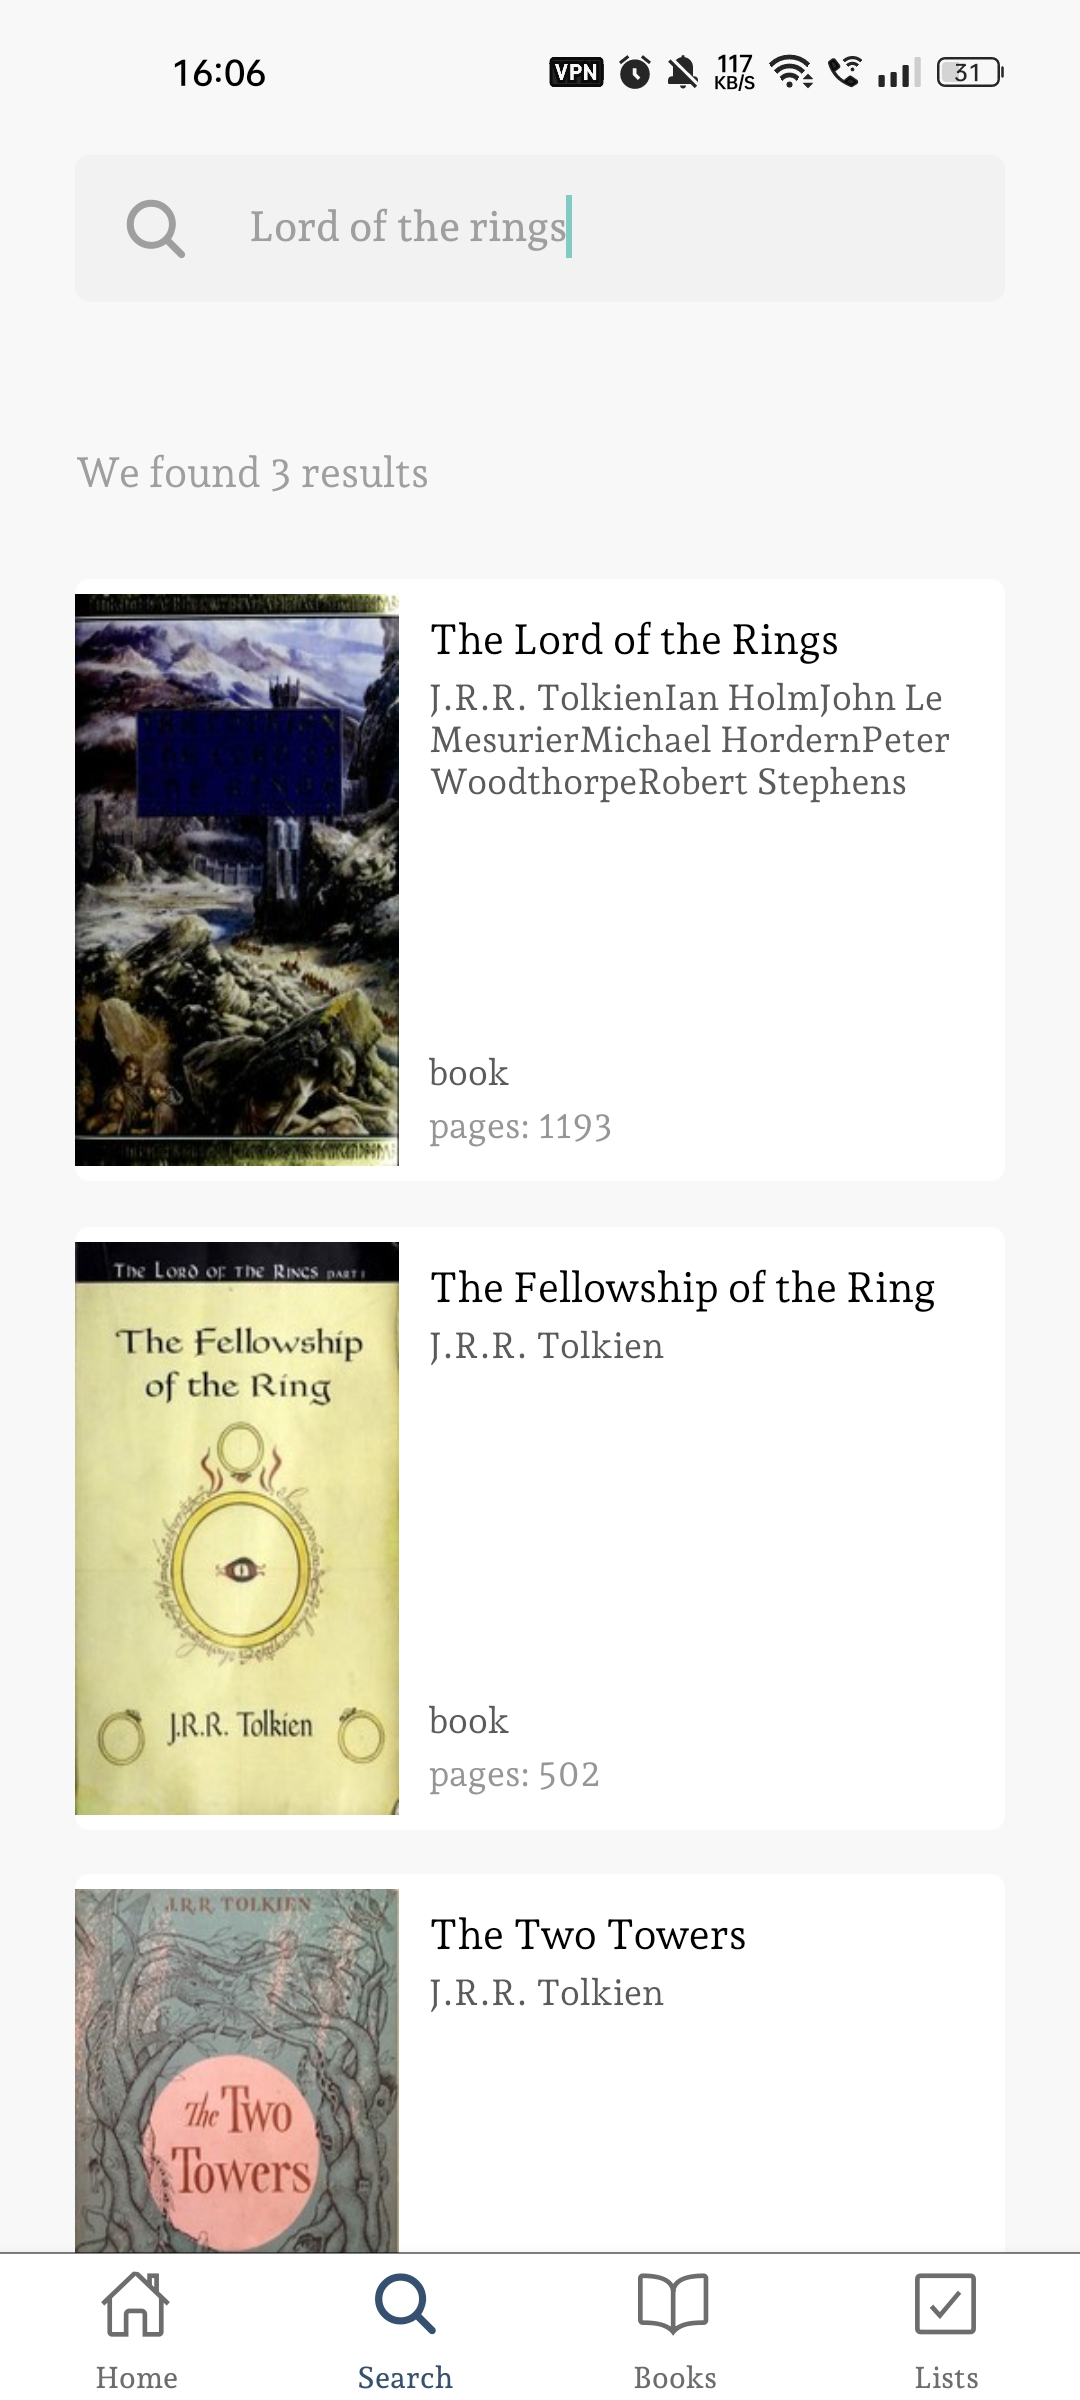 16:06
VPN
117
KB/S
31
Lord of the rings
We found 3 results
The Lord of the Rings
J.R.R. TolkienIan HolmJohn Le
MesurierMichael HordernPeter
WoodthorpeRobert Stephens
book
pages: 1193
The Lord of the Rings Part I
The Fellowship
of the Ring
J.R.R. Tolkien
The Fellowship of the Ring
J.R.R. Tolkien
book
pages: 502
J.R.R. TOLKIEN
The Two
Towers
The Two Towers
J.R.R. Tolkien
Home
Search
Books
Lists